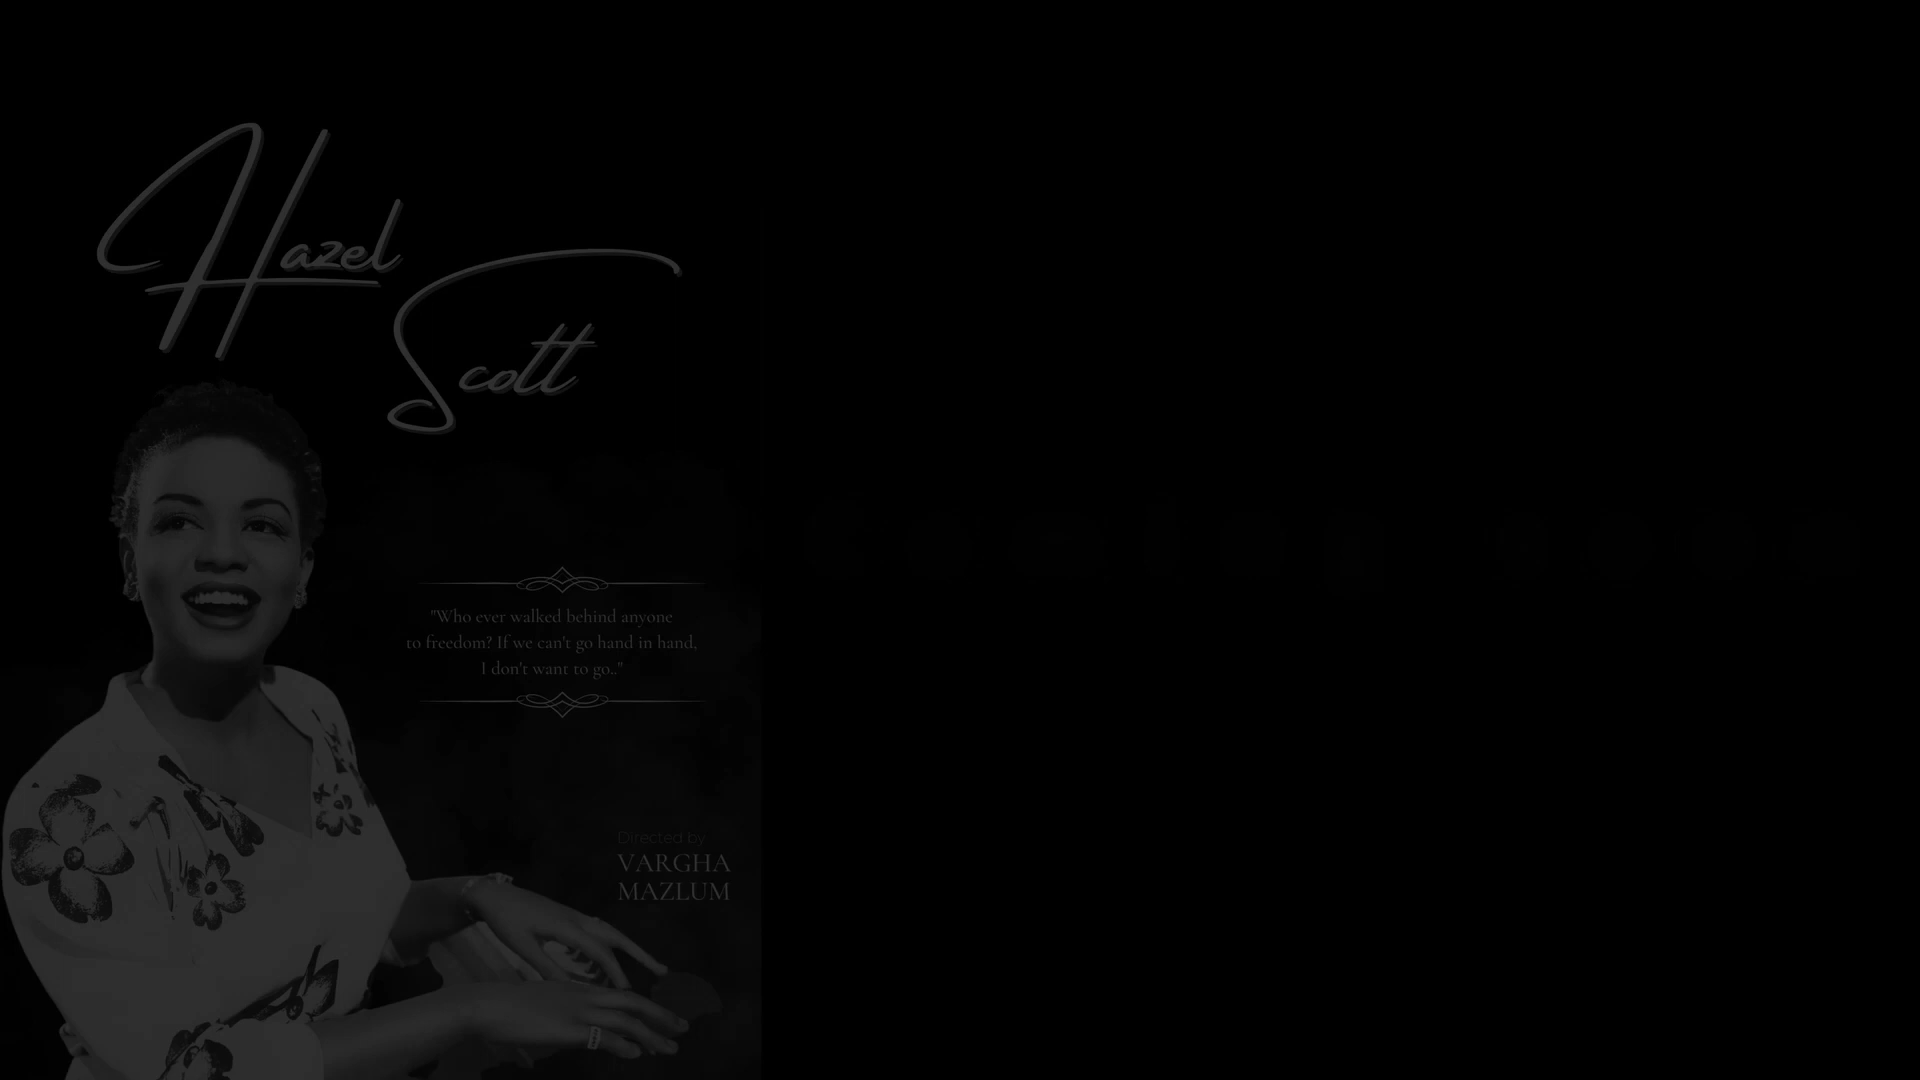 Hazel
Scott
"Who ever walked behind anyone
to freedom? If we can't go hand in hand,
I don't want to go.."
Directed by
VARGHA
MAZLUM